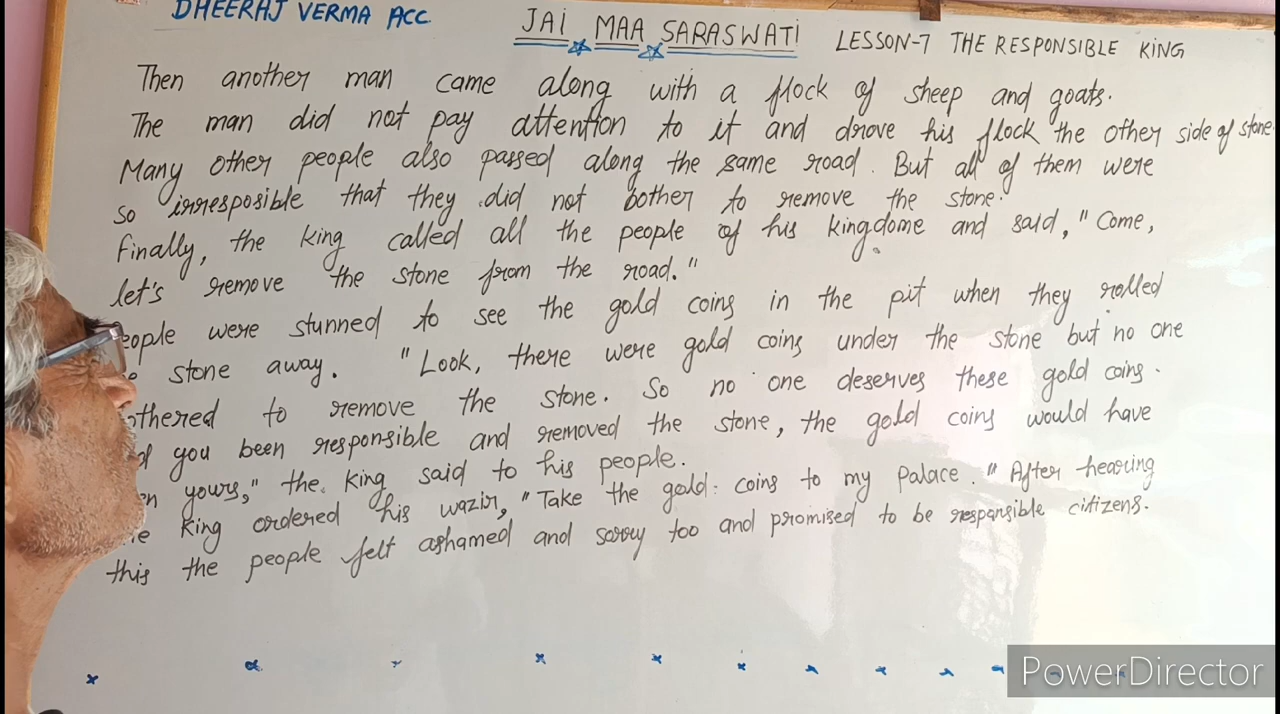 DHEERAJ VERMA ACC
JAI MAA SARASWATI
LESSON-7 THE RESPONSIBLE KING
Then another man came along with a flock of sheep and goats.
The man did not pay attention to it and drove his flock the other side of stone
Many other people also passed along the same road. But all of them were
so irresposible that they did not bother to remove the stone.
Finally, the king called all the people of his kingdome and said, "Come,
let's remove the stone from the road."
eople were stunned to see the gold coins in the pit when they rolled
e stone away. "Look, there were gold coins under the stone but no one
othered to remove the stone. So no one deserves these gold coins.
d you been responsible and removed the stone, the gold coins would have
n yours," the king said to his people.
e King ordered his wazir, "Take the gold coins to my Palace." After hearing
this the people felt ashamed and sorry too and promised to be responsible citizens.
PowerDirector